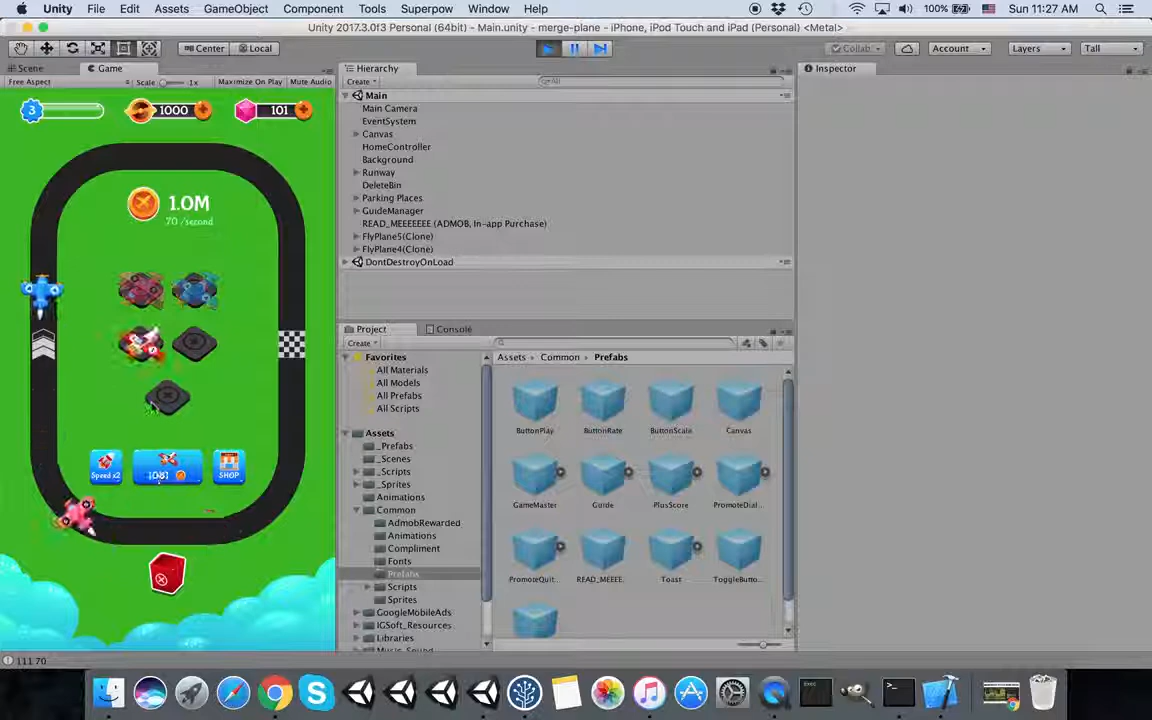 Unity File Edit Assets GameObject Component Tools Superpow Window Help 100% Sun 11:27 AM
Unity 2017.3.0f3 Personal (64bit) - Main.unity - merge-plane - iPhone, iPod Touch and iPad (Personal) <Metal>
Center Local Collab Account Layers Tall
Scene Game
Free Aspect Scale 1x Maximize On Play Mute Audio
3 1000 101
1.0M
70 /second
Speed x2 SHOP
Hierarchy
Create All
Main
Main Camera
EventSystem
Canvas
HomeController
Background
Runway
DeleteBin
Parking Places
GuideManager
READ_MEEEEEEE (ADMOB, In-app Purchase)
FlyPlane5(Clone)
FlyPlane4(Clone)
DontDestroyOnLoad
Project Console
Create
Favorites
All Materials
All Models
All Prefabs
All Scripts
Assets
_Prefabs
_Scenes
_Scripts
_Sprites
Animations
Common
AdmobRewarded
Animations
Compliment
Fonts
Prefabs
Scripts
Sprites
GoogleMobileAds
IGSoft_Resources
Libraries
Music_Sound
Assets Common Prefabs
ButtonPlay ButtonRate ButtonScale Canvas
GameMaster Guide PlusScore PromoteDial...
PromoteQuit... READ_MEEE... Toast ToggleButto...
Inspector
111 70